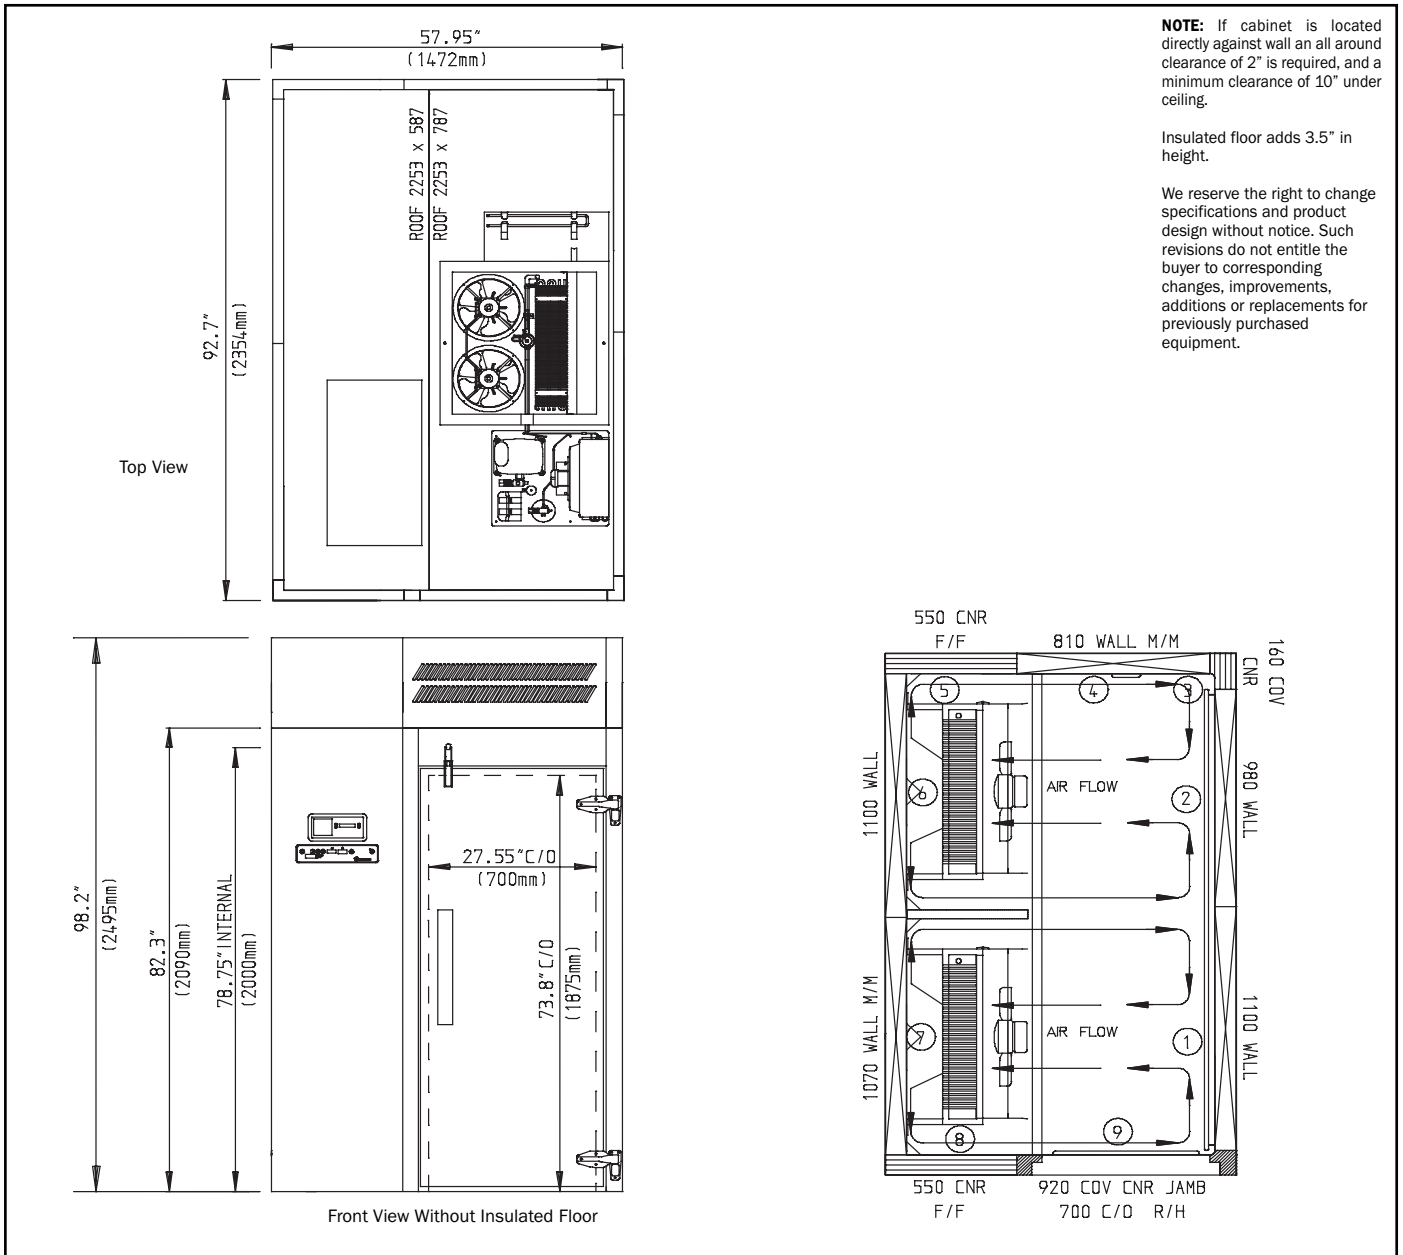 57.95"
(1472mm)
NOTE: If cabinet is located
directly against wall an all around
clearance of 2” is required, and a
minimum clearance of 10” under
ceiling.
Insulated floor adds 3.5” in
height.
We reserve the right to change
specifications and product
design without notice. Such
revisions do not entitle the
buyer to corresponding
changes, improvements,
additions or replacements for
previously purchased
equipment.
ROOF 2253 x 587
ROOF 2253 x 787
92.7"
(2354mm)
Top View
98.2"
(2495mm)
82.3"
(2090mm)
78.75"INTERNAL
(2000mm)
27.55"C/O
(700mm)
73.8"C/O
(1875mm)
Front View Without Insulated Floor
550 CNR
F/F
810 WALL M/M
160 COV
CNR
5
4
3
1100 WALL
6
AIR FLOW
2
980 WALL
1070 WALL M/M
7
AIR FLOW
1
1100 WALL
8
9
550 CNR
F/F
920 COV CNR JAMB
700 C/O R/H